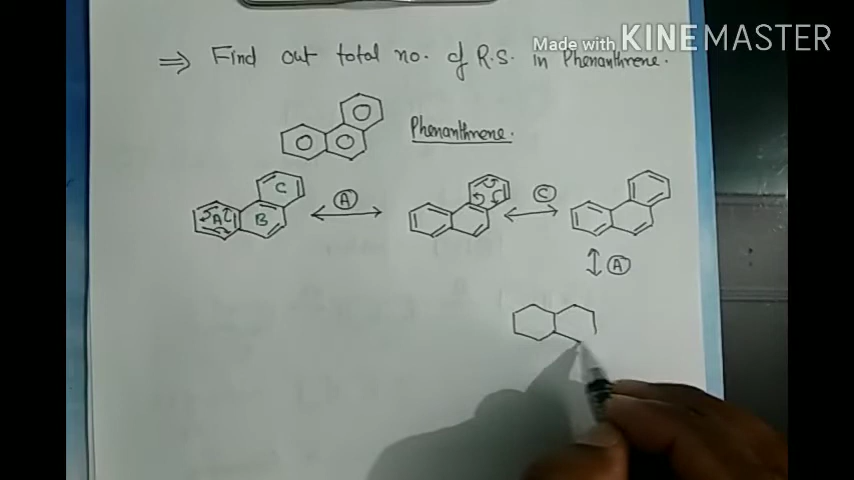 Made with KINEMASTER
⇒ Find out total no. of R.S. in Phenanthrene.
Phenanthrene.
C
A B
A
C
A